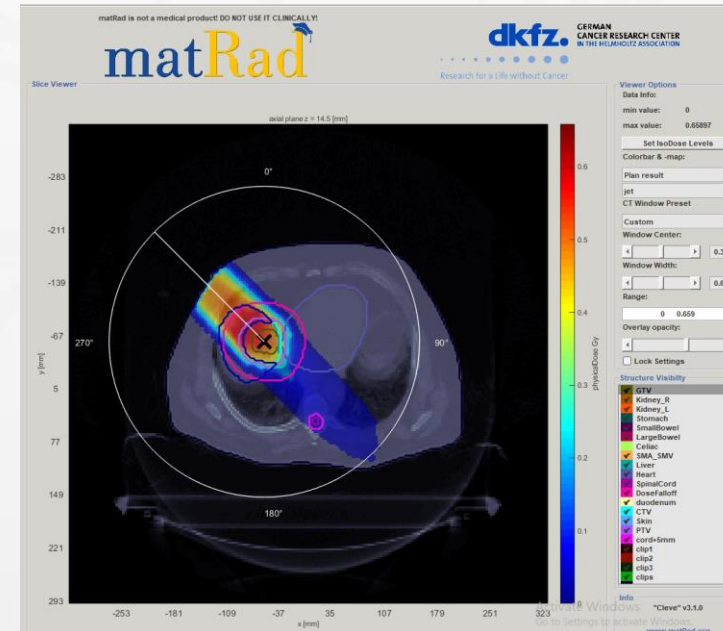 matRad is not a medical product! DO NOT USE IT CLINICALLY!
matRad
dkfz.
GERMAN
CANCER RESEARCH CENTER
IN THE HELMHOLTZ ASSOCIATION
Research for a Life without Cancer
Slice Viewer
axial plane z = 14.5 [mm]
-283
-211
-139
-67
5
77
149
221
293
y [mm]
0°
90°
180°
270°
-253
-181
-109
-37
35
107
179
251
323
x [mm]
0.6
0.5
0.4
0.3
0.2
0.1
0
physicalDose Gy
Viewer Options
Data Info:
min value: 0
max value: 0.65897
Set IsoDose Levels
Colorbar & -map:
Plan result
jet
CT Window Preset
Custom
Window Center:
Window Width:
Range:
0 0.659
Overlay opacity:
Lock Settings
Structure Visibilty
GTV
Kidney_R
Kidney_L
Stomach
SmallBowel
LargeBowel
Celiac
SMA_SMV
Liver
Heart
SpinalCord
DoseFalloff
duodenum
CTV
Skin
PTV
cord+5mm
clip1
clip2
clip3
clips
Info
"Cleve" v3.1.0
www.matRad.org
Activate Windows
Go to Settings to activate Windows.